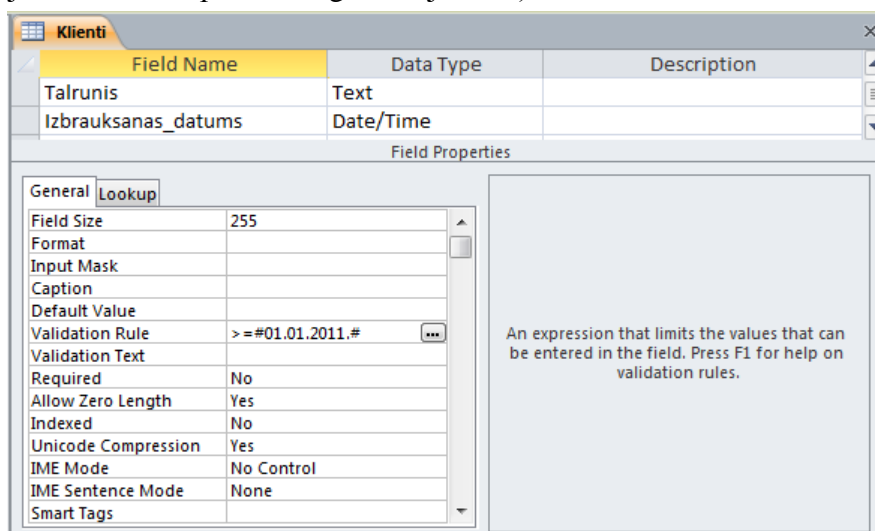 Klienti
Field Name Data Type Description
Talrunis Text
Izbrauksanas_datums Date/Time
Field Properties
General Lookup
Field Size 255
Format
Input Mask
Caption
Default Value
Validation Rule >=#01.01.2011.# ...
Validation Text
Required No
Allow Zero Length Yes
Indexed No
Unicode Compression Yes
IME Mode No Control
IME Sentence Mode None
Smart Tags
An expression that limits the values that can
be entered in the field. Press F1 for help on
validation rules.